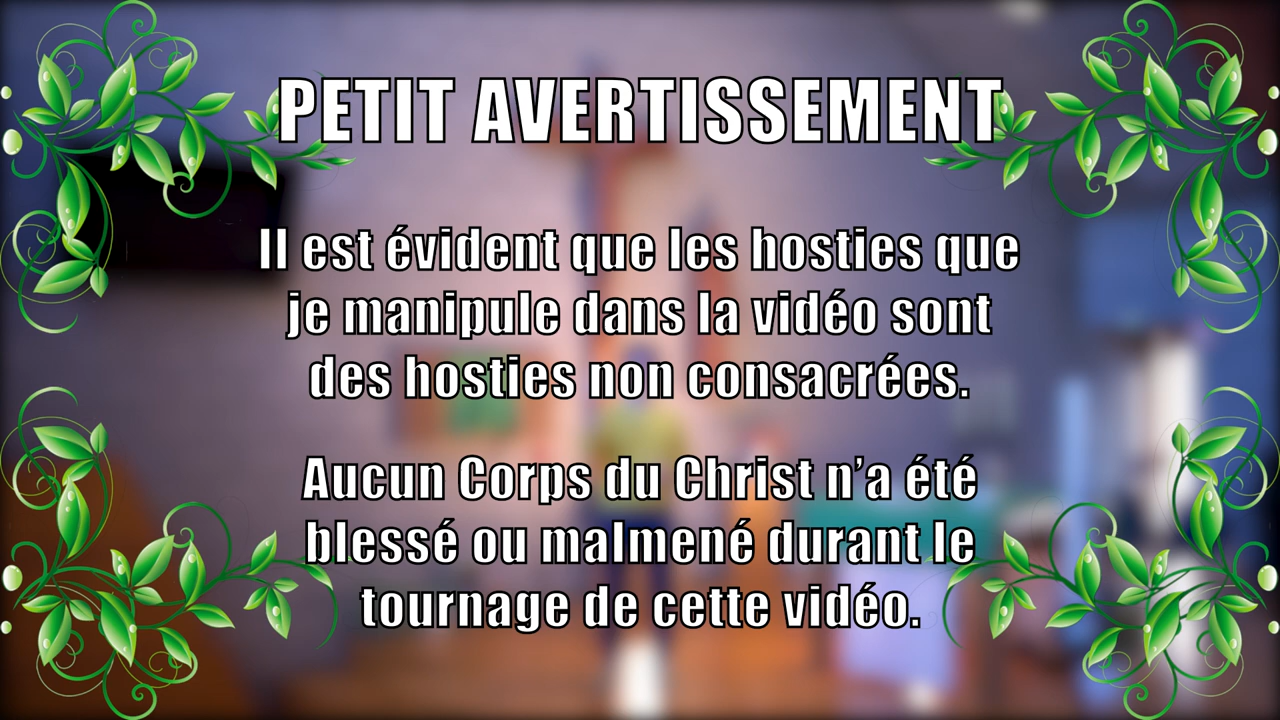 PETIT AVERTISSEMENT
Il est évident que les hosties que
je manipule dans la vidéo sont
des hosties non consacrées.
Aucun Corps du Christ n’a été
blessé ou malmené durant le
tournage de cette vidéo.